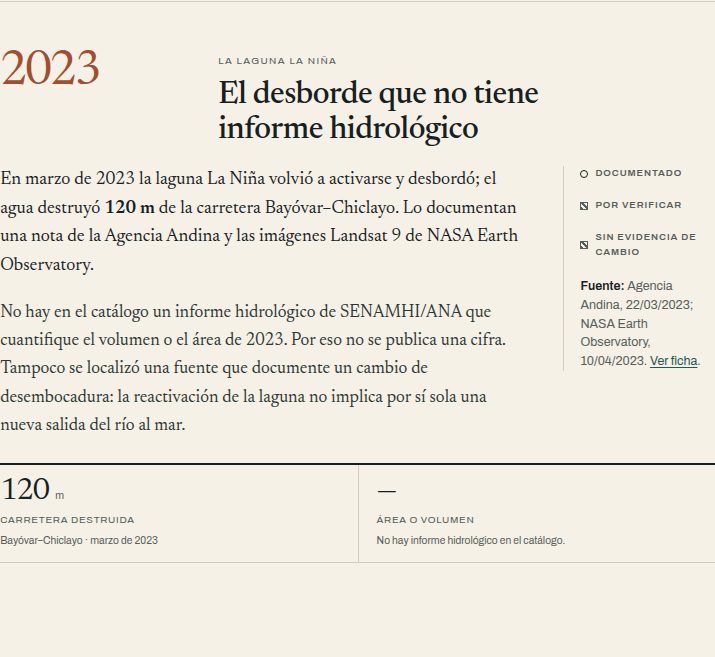 2023
LA LAGUNA LA NIÑA
El desborde que no tiene
informe hidrológico
En marzo de 2023 la laguna La Niña volvió a activarse y desbordó; el
agua destruyó 120 m de la carretera Bayóvar–Chiclayo. Lo documentan
una nota de la Agencia Andina y las imágenes Landsat 9 de NASA Earth
Observatory.
No hay en el catálogo un informe hidrológico de SENAMHI/ANA que
cuantifique el volumen o el área de 2023. Por eso no se publica una cifra.
Tampoco se localizó una fuente que documente un cambio de
desembocadura: la reactivación de la laguna no implica por sí sola una
nueva salida del río al mar.
DOCUMENTADO
POR VERIFICAR
SIN EVIDENCIA DE
CAMBIO
Fuente: Agencia
Andina, 22/03/2023;
NASA Earth
Observatory,
10/04/2023. Ver ficha.
120 m
CARRETERA DESTRUIDA
Bayóvar–Chiclayo · marzo de 2023
—
ÁREA O VOLUMEN
No hay informe hidrológico en el catálogo.